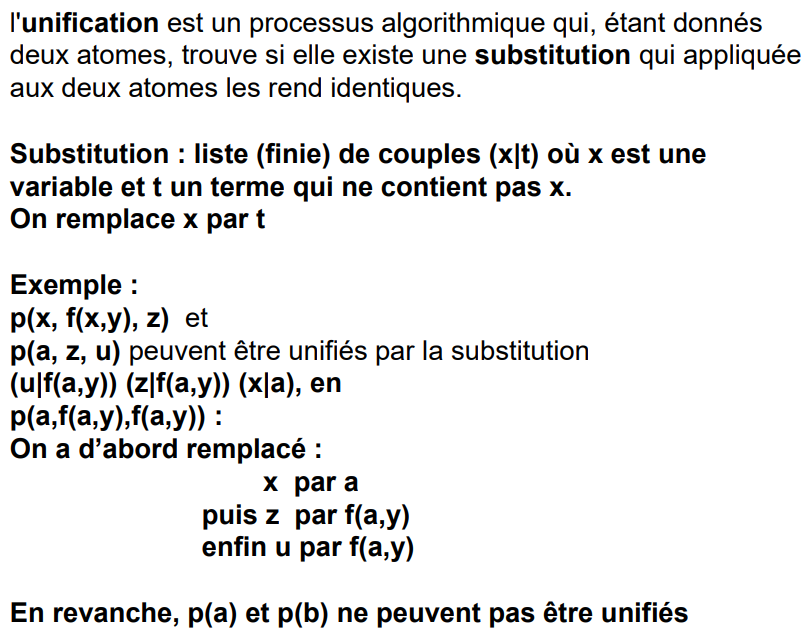 l'unification est un processus algorithmique qui, étant donnés
deux atomes, trouve si elle existe une substitution qui appliquée
aux deux atomes les rend identiques.
Substitution : liste (finie) de couples (x|t) où x est une
variable et t un terme qui ne contient pas x.
On remplace x par t
Exemple :
p(x, f(x,y), z) et
p(a, z, u) peuvent être unifiés par la substitution
(u|f(a,y)) (z|f(a,y)) (x|a), en
p(a,f(a,y),f(a,y)) :
On a d’abord remplacé :
x par a
puis z par f(a,y)
enfin u par f(a,y)
En revanche, p(a) et p(b) ne peuvent pas être unifiés